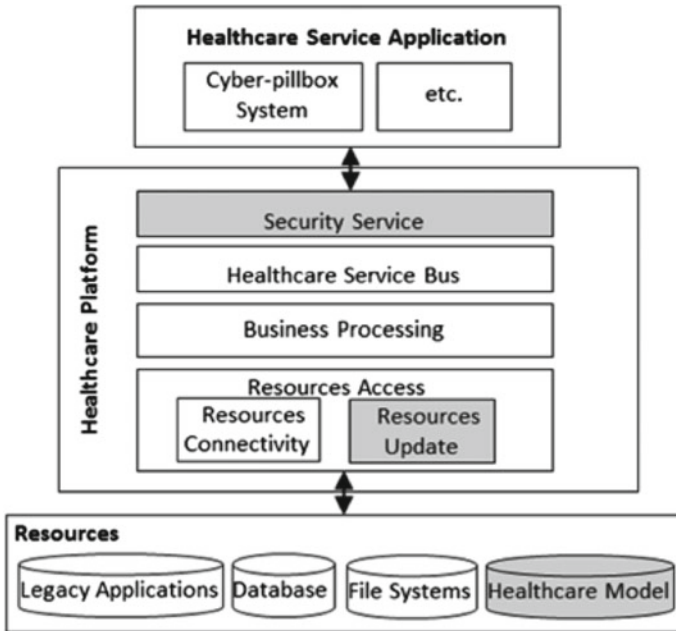 Healthcare Service Application
Cyber-pillbox
System
etc.
Healthcare Platform
Security Service
Healthcare Service Bus
Business Processing
Resources Access
Resources
Connectivity
Resources
Update
Resources
Legacy Applications
Database
File Systems
Healthcare Model